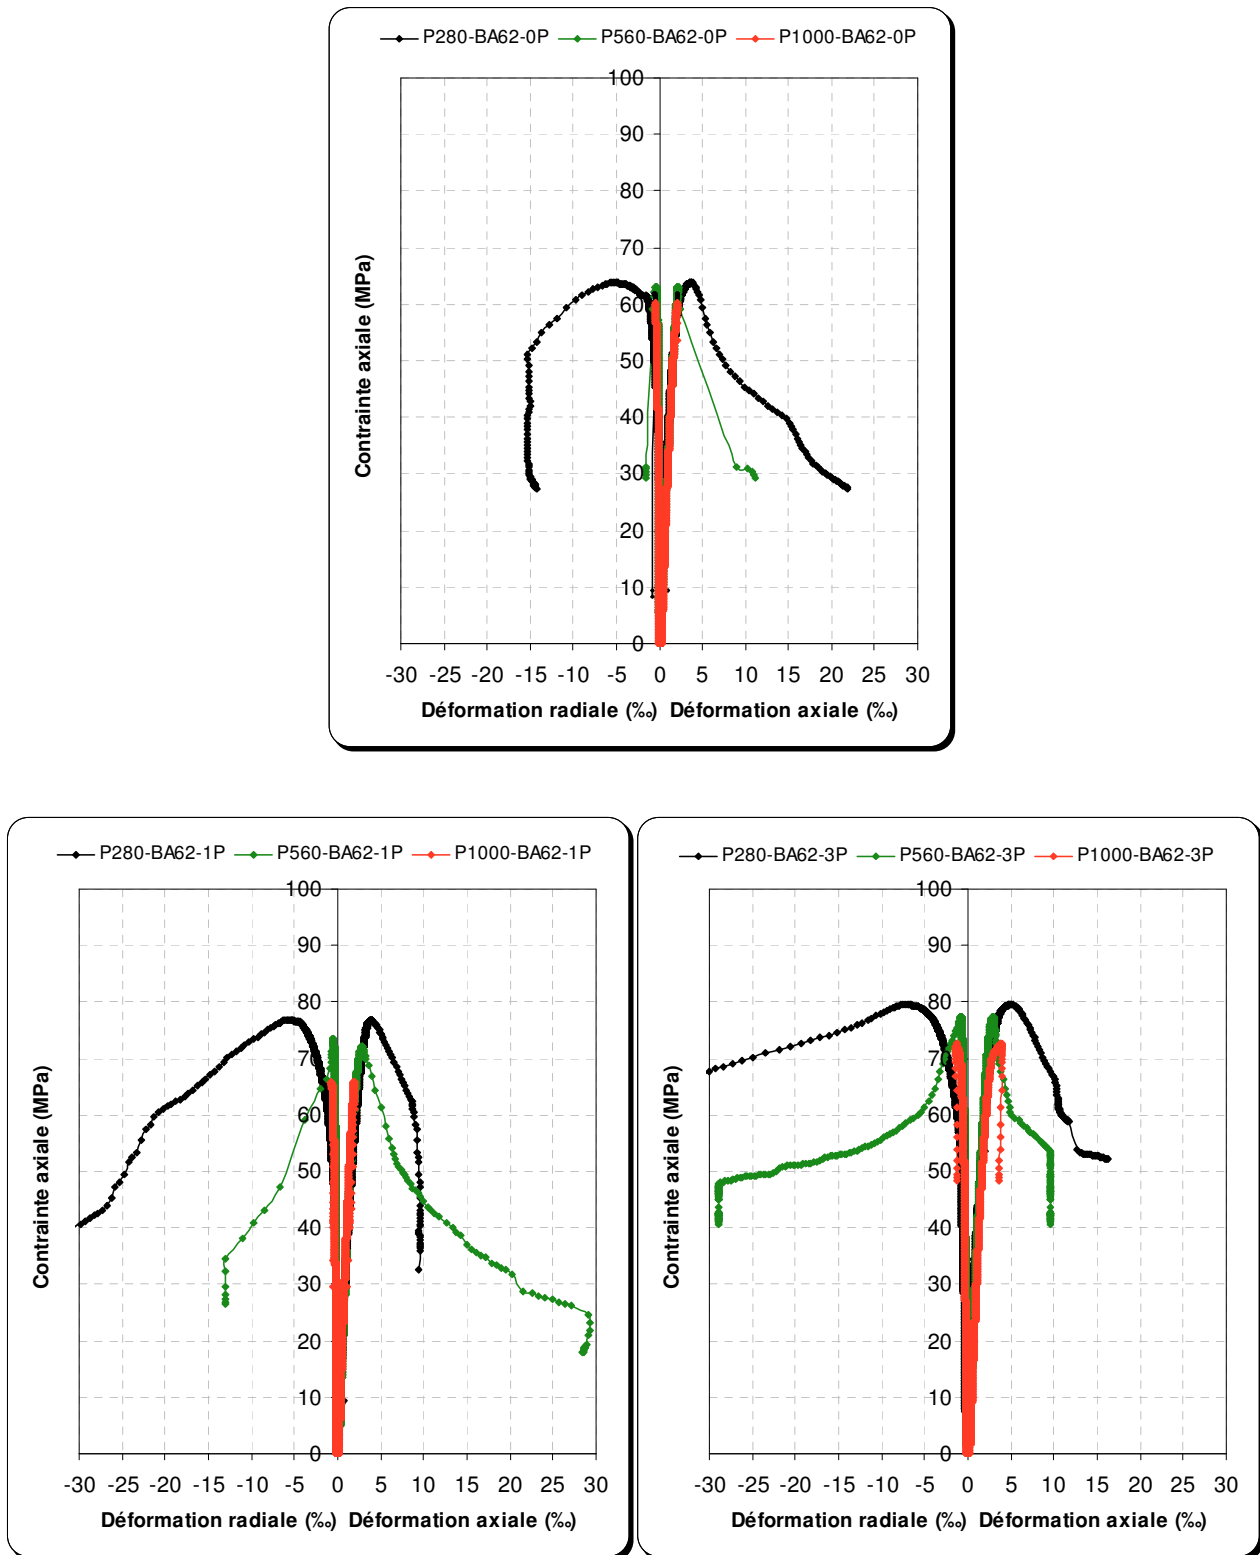 P280-BA62-0P P560-BA62-0P P1000-BA62-0P
100
90
80
70
60
50
40
30
20
10
0
Contrainte axiale (MPa)
-30 -25 -20 -15 -10 -5 0 5 10 15 20 25 30
Déformation radiale (‰) Déformation axiale (‰)
P280-BA62-1P P560-BA62-1P P1000-BA62-1P
100
90
80
70
60
50
40
30
20
10
0
Contrainte axiale (MPa)
-30 -25 -20 -15 -10 -5 0 5 10 15 20 25 30
Déformation radiale (‰) Déformation axiale (‰)
P280-BA62-3P P560-BA62-3P P1000-BA62-3P
100
90
80
70
60
50
40
30
20
10
0
Contrainte axiale (MPa)
-30 -25 -20 -15 -10 -5 0 5 10 15 20 25 30
Déformation radiale (‰) Déformation axiale (‰)